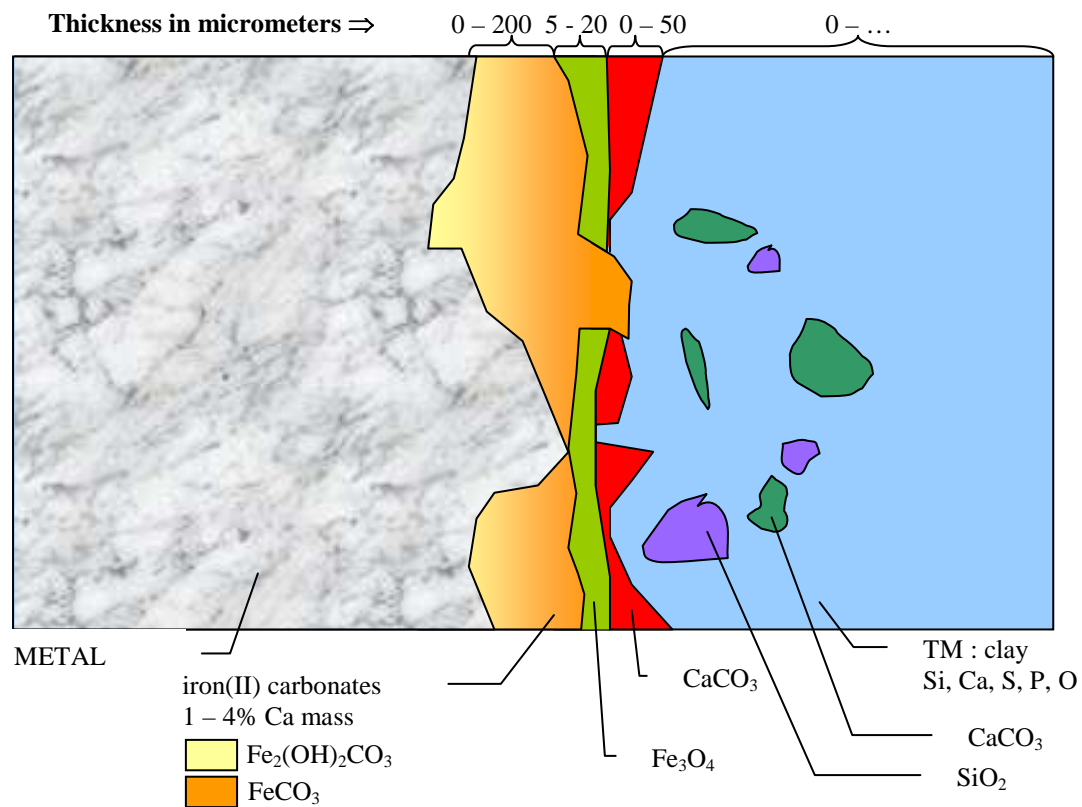 Thickness in micrometers ⇒ 0 – 200 5 - 20 0 – 50 0 – …
METAL
iron(II) carbonates
1 – 4% Ca mass
Fe₂(OH)₂CO₃
FeCO₃
Fe₃O₄
CaCO₃
TM : clay
Si, Ca, S, P, O
CaCO₃
SiO₂